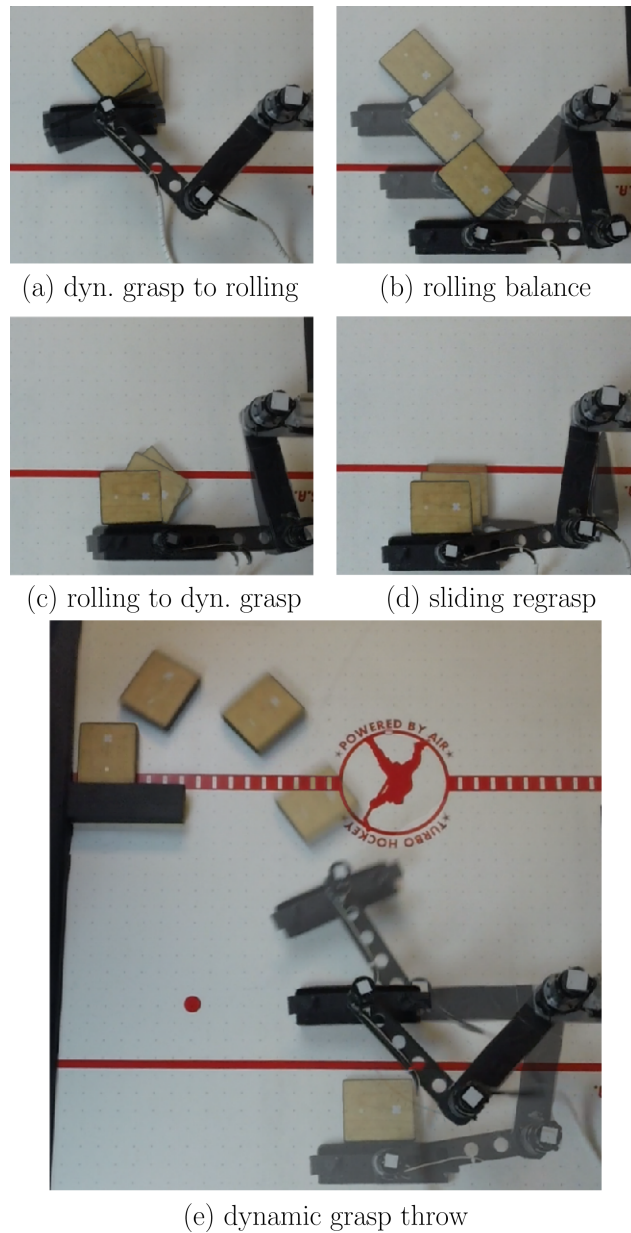 (a) dyn. grasp to rolling
(b) rolling balance
(c) rolling to dyn. grasp
(d) sliding regrasp
POWERED BY AIR
TURBO HOCKEY
(e) dynamic grasp throw